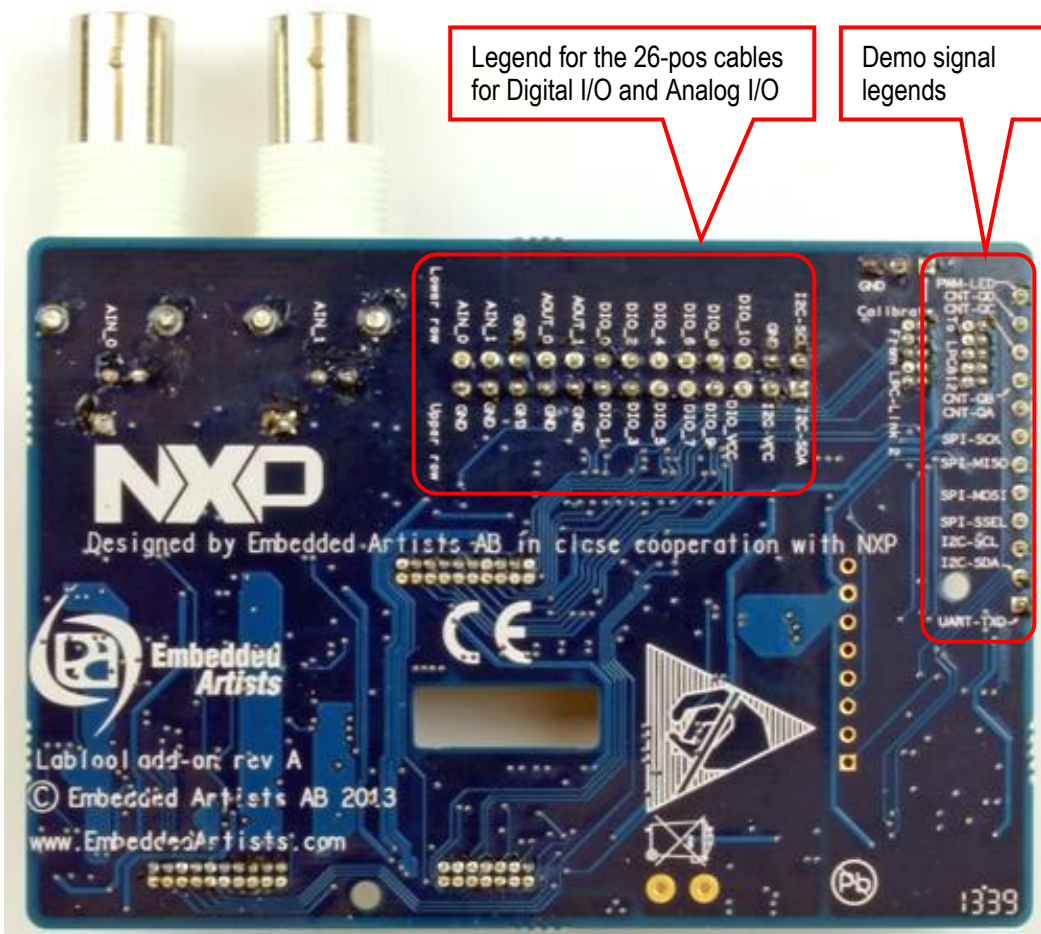 Legend for the 26-pos cables
for Digital I/O and Analog I/O
Demo signal
legends
Lower row
AIN_0
AIN_1
GND
AOUT_0
AOUT_1
DIO_0
DIO_2
DIO_4
DIO_6
DIO_8
DIO_10
GND
I2C-SCL
Upper row
GND
GND
GND
GND
GND
DIO_1
DIO_3
DIO_5
DIO_7
DIO_9
DIO_VCC
I2C-VCC
I2C-SDA
AIN_0
AIN_1
GND
Calibrate
From LPC-Link 2
PWM-LED
CNT-QD
CNT-QC
CNT-QB
CNT-QA
SPI-SCK
SPI-MISO
SPI-MOSI
SPI-SSEL
I2C-SCL
I2C-SDA
UART-TXD
NXP
Designed by Embedded Artists AB in close cooperation with NXP
CE
Embedded
Artists
Labtool add-on rev A
© Embedded Artists AB 2013
www.EmbeddedArtists.com
Pb
1339